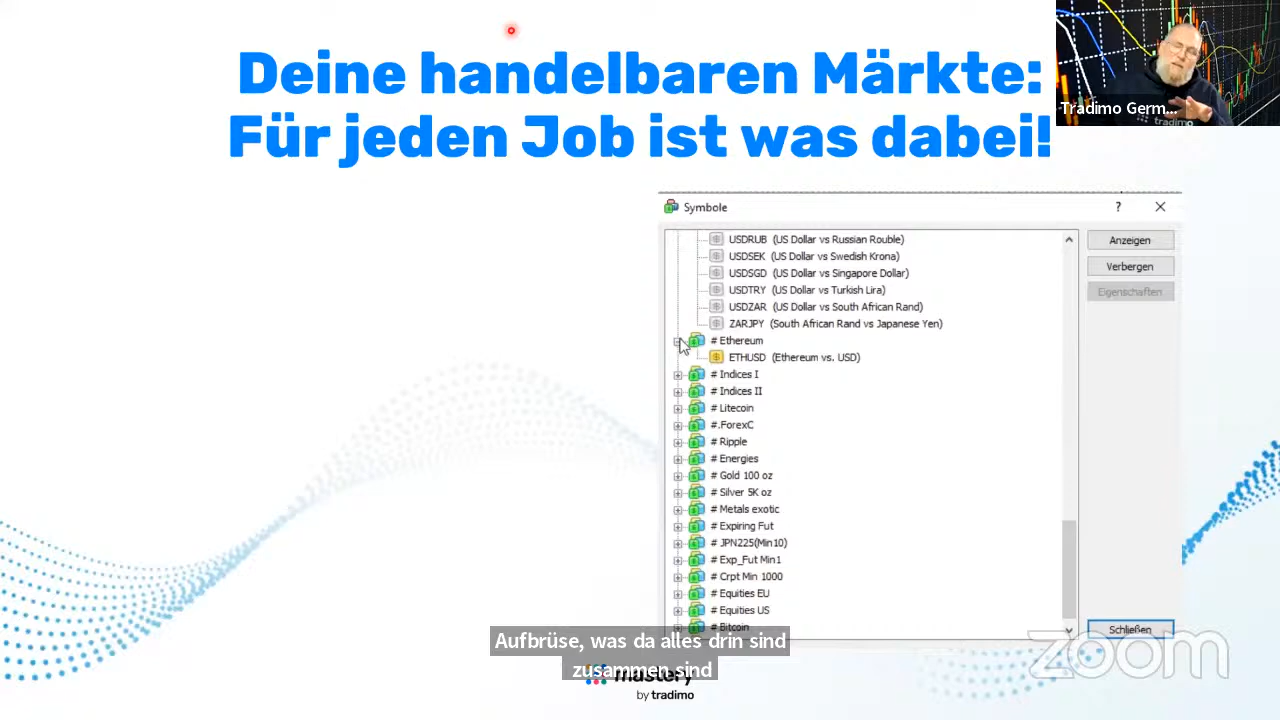 Deine handelbaren Märkte:
Für jeden Job ist was dabei!
Tradimo Germ...
tradimo
Symbole
?
USDRUB (US Dollar vs Russian Rouble)
USDSEK (US Dollar vs Swedish Krona)
USDSGD (US Dollar vs Singapore Dollar)
USDTRY (US Dollar vs Turkish Lira)
USDZAR (US Dollar vs South African Rand)
ZARJPY (South African Rand vs Japanese Yen)
# Ethereum
ETHUSD (Ethereum vs. USD)
# Indices I
# Indices II
# Litecoin
#.ForexC
# Ripple
# Energies
# Gold 100 oz
# Silver 5K oz
# Metals exotic
# Expiring Fut
# JPN225(Min10)
# Exp_Fut Min1
# Crpt Min 1000
# Equities EU
# Equities US
# Bitcoin
Anzeigen
Verbergen
Eigenschaften
Schließen
Aufbrüse, was da alles drin sind
zusammen sind
mastery
by tradimo
zoom